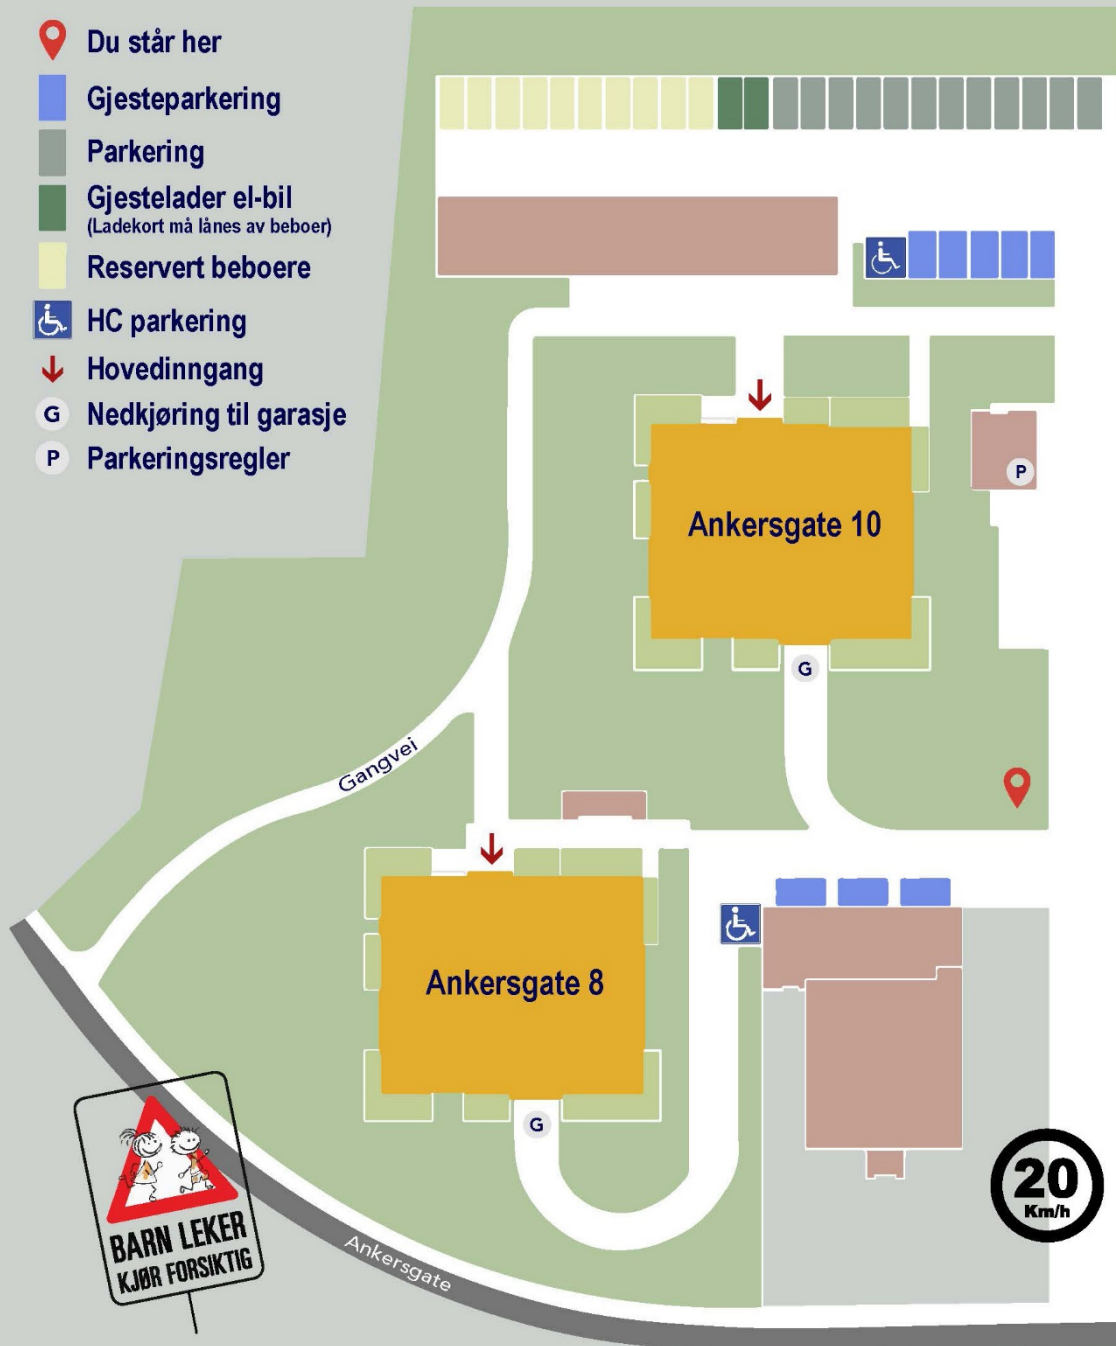 Du står her
Gjesteparkering
Parkering
Gjestelader el-bil
(Ladekort må lånes av beboer)
Reservert beboere
HC parkering
Hovedinngang
G Nedkjøring til garasje
P Parkeringsregler
P
Ankersgate 10
G
Gangvei
Ankersgate 8
G
BARN LEKER
KJØR FORSIKTIG
20
Km/h
Ankersgate